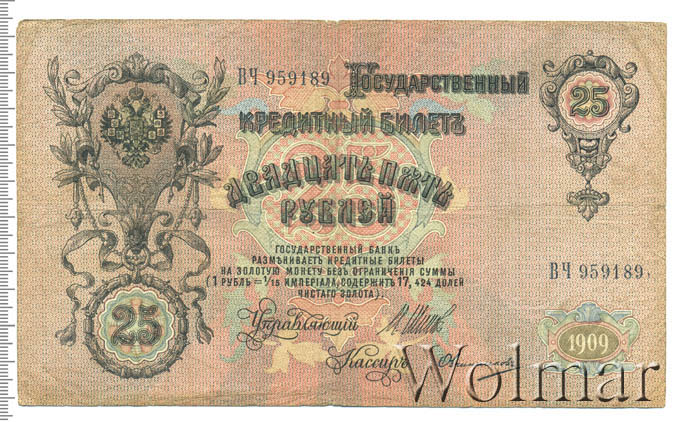 ВЧ 959189 Государственный
25
Кредитный Билетъ
Двадцать пять
рублей
ГОСУДАРСТВЕННЫЙ БАНКЪ
РАЗМѢНИВАЕТЪ КРЕДИТНЫЕ БИЛЕТЫ
НА ЗОЛОТУЮ МОНЕТУ БЕЗЪ ОГРАНИЧЕНІЯ СУММЫ
(1 РУБЛЬ = 1/15 ИМПЕРІАЛА, СОДЕРЖИТЪ 17, 424 ДОЛЕЙ
ЧИСТАГО ЗОЛОТА).
ВЧ 959189
25
Управляющій
Кассиръ
1909
Wolmar